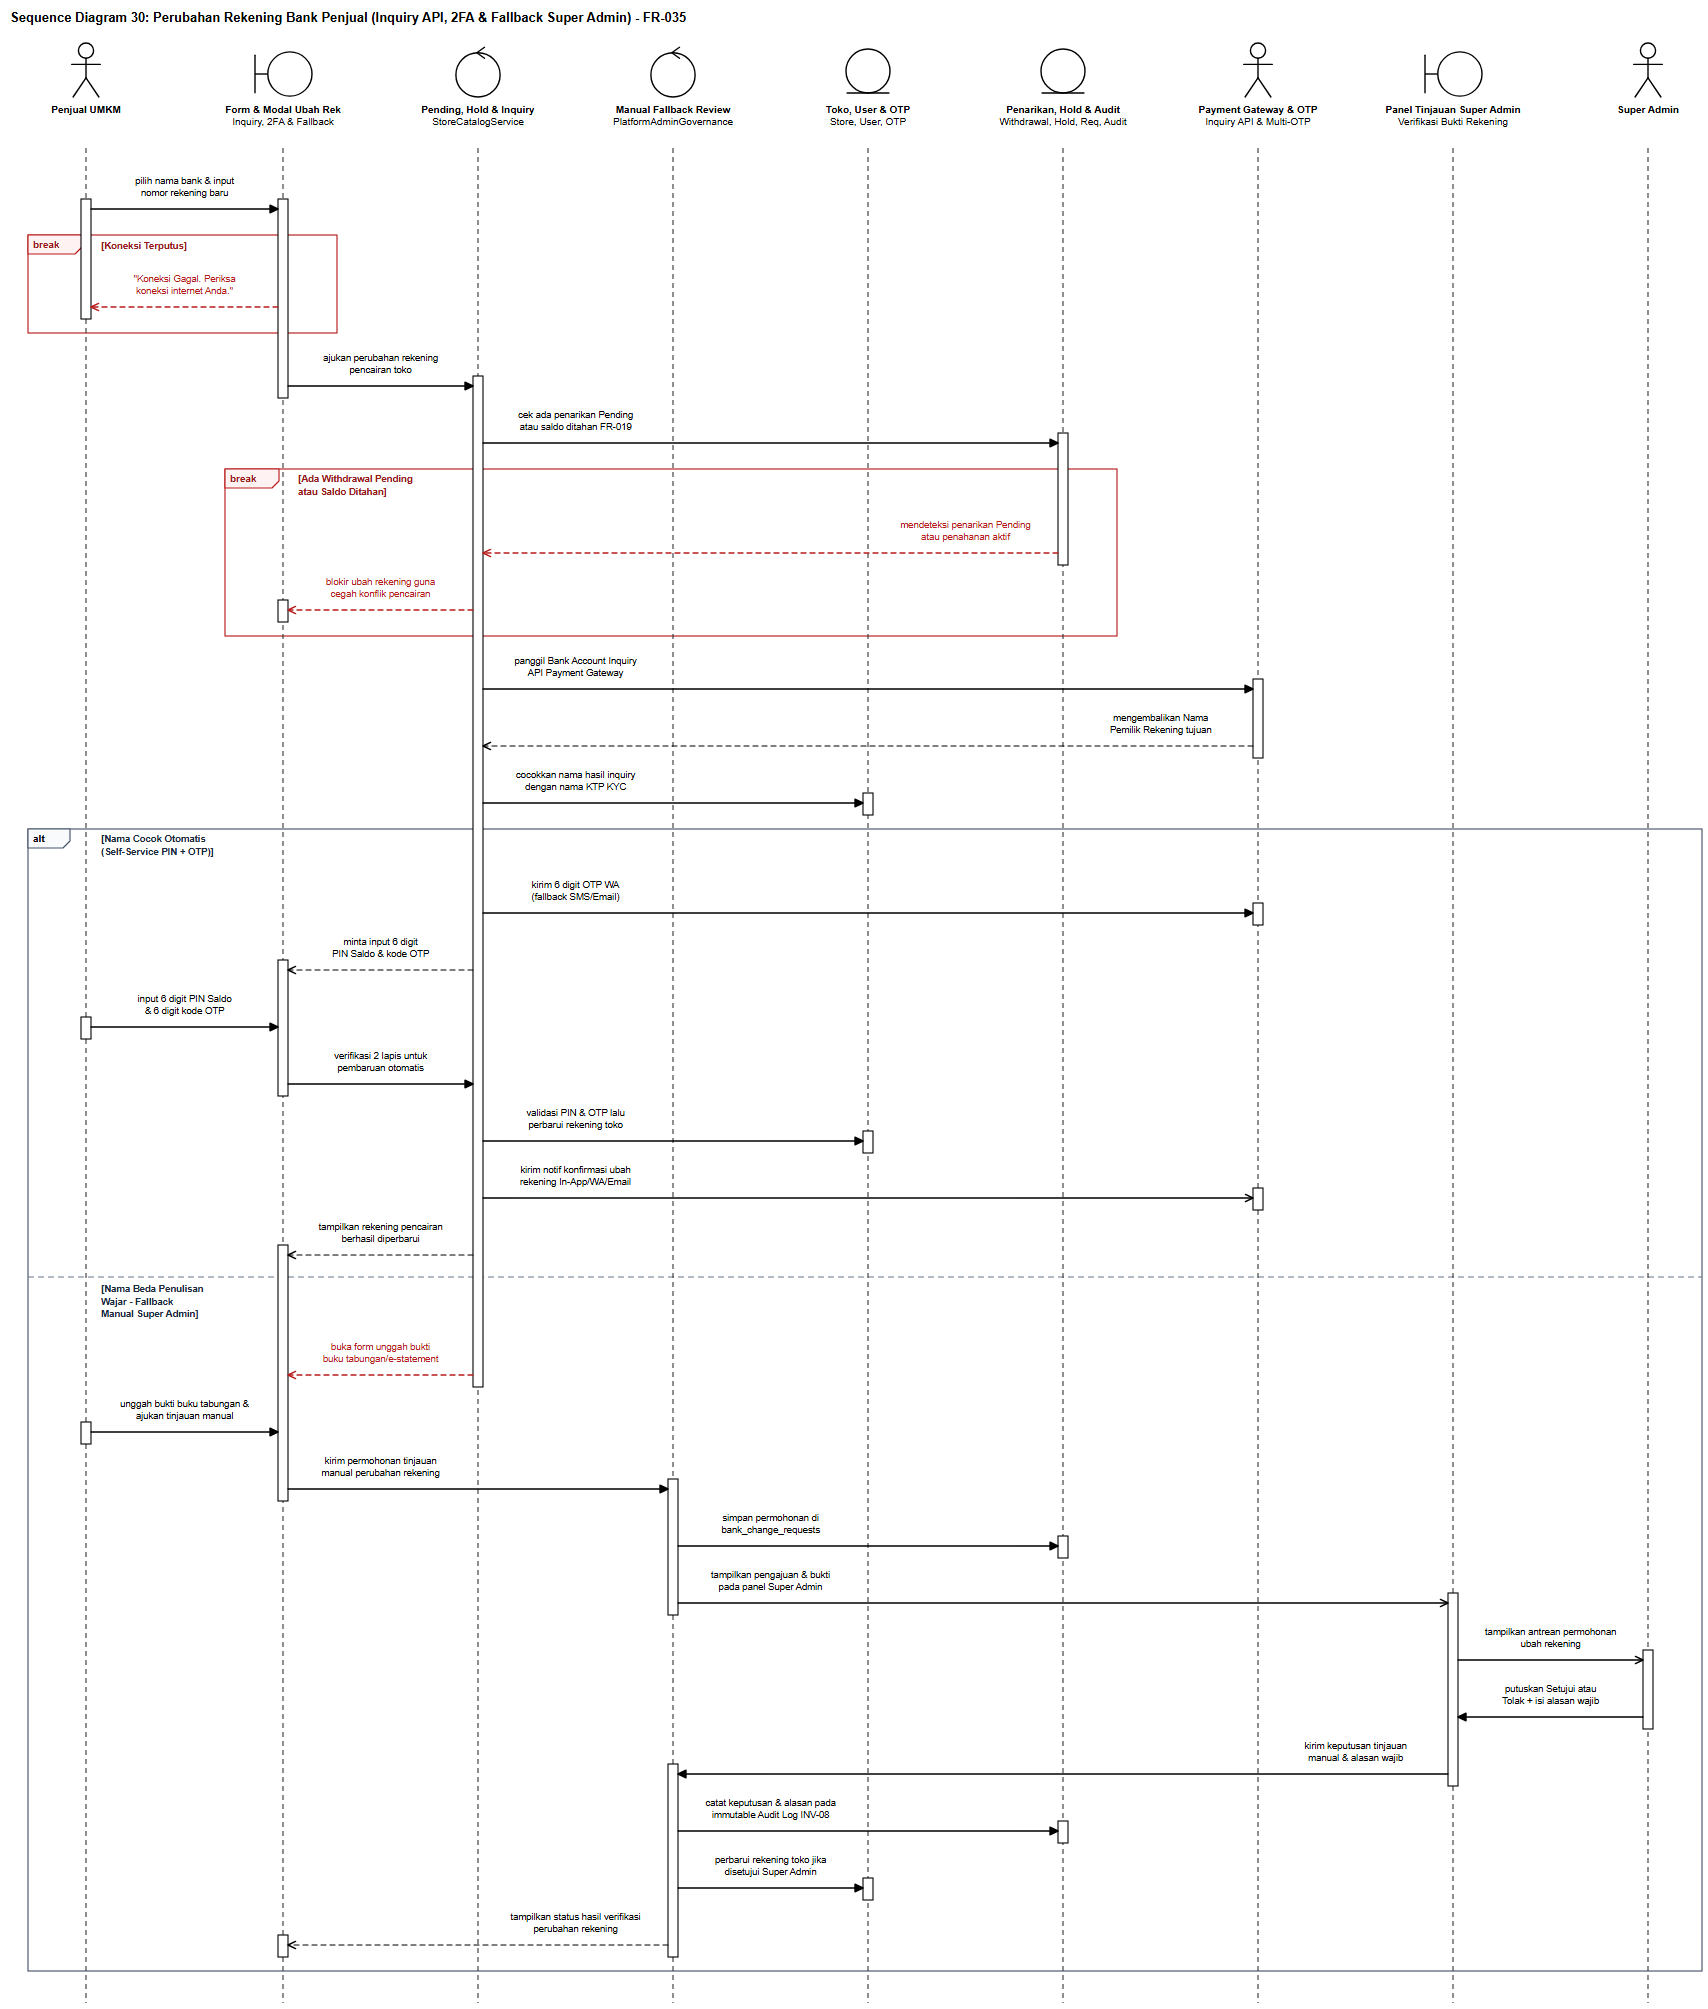 Sequence Diagram 30: Perubahan Rekening Bank Penjual (Inquiry API, 2FA & Fallback Super Admin) - FR-035
Penjual UMKM
Form & Modal Ubah Rek
Inquiry, 2FA & Fallback
Pending, Hold & Inquiry
StoreCatalogService
Manual Fallback Review
PlatformAdminGovernance
Toko, User & OTP
Store, User, OTP
Penarikan, Hold & Audit
Withdrawal, Hold, Req, Audit
Payment Gateway & OTP
Inquiry API & Multi-OTP
Panel Tinjauan Super Admin
Verifikasi Bukti Rekening
Super Admin
pilih nama bank & input
nomor rekening baru
break
[Koneksi Terputus]
"Koneksi Gagal. Periksa
koneksi internet Anda."
ajukan perubahan rekening
pencairan toko
cek ada penarikan Pending
atau saldo ditahan FR-019
break
[Ada Withdrawal Pending
atau Saldo Ditahan]
mendeteksi penarikan Pending
atau penahanan aktif
blokir ubah rekening guna
cegah konflik pencairan
panggil Bank Account Inquiry
API Payment Gateway
mengembalikan Nama
Pemilik Rekening tujuan
cocokkan nama hasil inquiry
dengan nama KTP KYC
alt
[Nama Cocok Otomatis
(Self-Service PIN + OTP)]
kirim 6 digit OTP WA
(fallback SMS/Email)
minta input 6 digit
PIN Saldo & kode OTP
input 6 digit PIN Saldo
& 6 digit kode OTP
verifikasi 2 lapis untuk
pembaruan otomatis
validasi PIN & OTP lalu
perbarui rekening toko
kirim notif konfirmasi ubah
rekening In-App/WA/Email
tampilkan rekening pencairan
berhasil diperbarui
[Nama Beda Penulisan
Wajar - Fallback
Manual Super Admin]
buka form unggah bukti
buku tabungan/e-statement
unggah bukti buku tabungan &
ajukan tinjauan manual
kirim permohonan tinjauan
manual perubahan rekening
simpan permohonan di
bank_change_requests
tampilkan pengajuan & bukti
pada panel Super Admin
tampilkan antrean permohonan
ubah rekening
putuskan Setujui atau
Tolak + isi alasan wajib
kirim keputusan tinjauan
manual & alasan wajib
catat keputusan & alasan pada
immutable Audit Log INV-08
perbarui rekening toko jika
disetujui Super Admin
tampilkan status hasil verifikasi
perubahan rekening